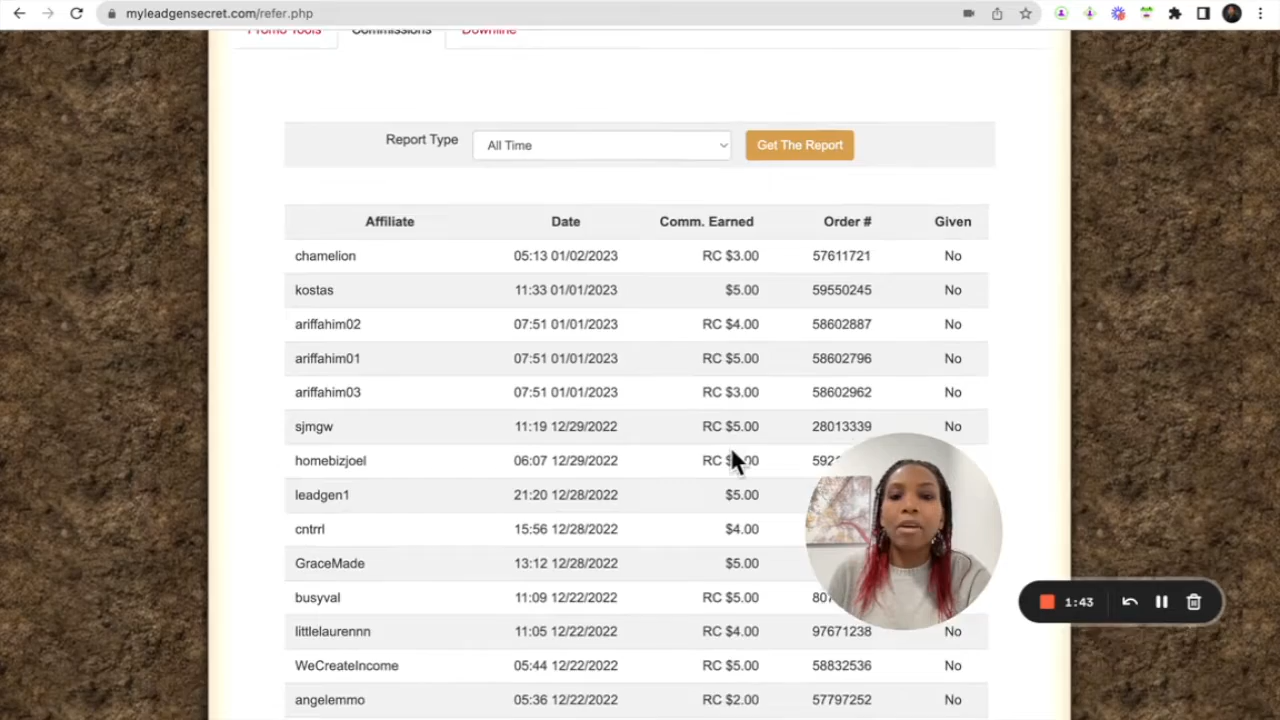 myleadgensecret.com/refer.php
Promo Tools Commissions Downline
Report Type All Time Get The Report
Affiliate Date Comm. Earned Order # Given
chamelion 05:13 01/02/2023 RC $3.00 57611721 No
kostas 11:33 01/01/2023 $5.00 59550245 No
ariffahim02 07:51 01/01/2023 RC $4.00 58602887 No
ariffahim01 07:51 01/01/2023 RC $5.00 58602796 No
ariffahim03 07:51 01/01/2023 RC $3.00 58602962 No
sjmgw 11:19 12/29/2022 RC $5.00 28013339 No
homebizjoel 06:07 12/29/2022 RC
leadgen1 21:20 12/28/2022 $5.00
cntrrl 15:56 12/28/2022 $4.00
GraceMade 13:12 12/28/2022 $5.00
busyval 11:09 12/22/2022 RC $5.00
1:43
littlelaurennn 11:05 12/22/2022 RC $4.00 97671238 No
WeCreateIncome 05:44 12/22/2022 RC $5.00 58832536 No
angelemmo 05:36 12/22/2022 RC $2.00 57797252 No